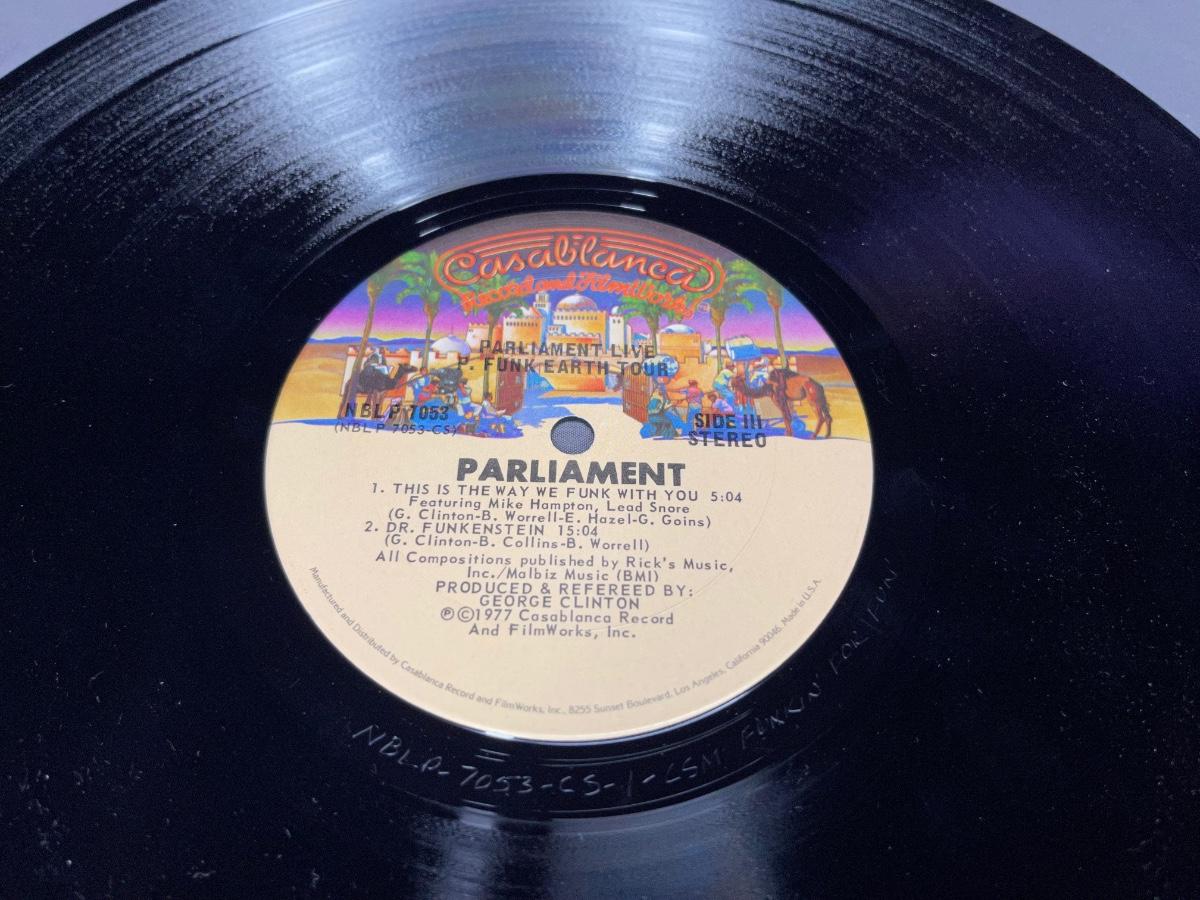 Casablanca
Record and FilmWorks
PARLIAMENT LIVE
P. FUNK EARTH TOUR
NBLP 7053
(NBLP 7053-CS)
SIDE III
STEREO
PARLIAMENT
1. THIS IS THE WAY WE FUNK WITH YOU 5:04
Featuring Mike Hampton, Lead Snore
(G. Clinton-B. Worrell-E. Hazel-G. Goins)
2. DR. FUNKENSTEIN 15:04
(G. Clinton-B. Collins-B. Worrell)
All Compositions published by Rick's Music,
Inc./Malbiz Music (BMI)
PRODUCED & REFEREED BY:
GEORGE CLINTON
℗©1977 Casablanca Record
And FilmWorks, Inc.
Manufactured and Distributed by Casablanca Record and FilmWorks, Inc., 8255 Sunset Boulevard, Los Angeles, California 90046. Made in U.S.A.
NBLP-7053-CS-1-CSM FUNKIN FOR FUN